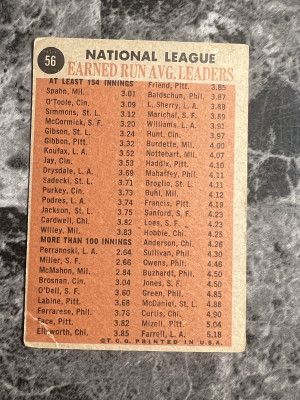 56
NATIONAL LEAGUE
EARNED RUN AVG. LEADERS
AT LEAST 154 INNINGS
Spahn, Mil. 3.01
O'Toole, Cin. 3.09
Simmons, St. L. 3.12
McCormick, S. F. 3.20
Gibson, St. L. 3.24
Gibbon, Pitt. 3.32
Koufax, L. A. 3.52
Jay, Cin. 3.53
Drysdale, L. A. 3.69
Sadecki, St. L. 3.71
Purkey, Cin. 3.73
Podres, L. A. 3.74
Jackson, St. L. 3.75
Cardwell, Chi. 3.82
Willey, Mil. 3.83
MORE THAN 100 INNINGS
Perranoski, L. A. 2.64
Miller, S. F. 2.66
McMahon, Mil. 2.84
Brosnan, Cin. 3.04
O'Dell, S. F. 3.60
Labine, Pitt. 3.68
Ferrarese, Phil. 3.76
Face, Pitt. 3.82
Ellsworth, Chi. 3.85
Friend, Pitt. 3.85
Baldschun, Phil. 3.87
L. Sherry, L. A. 3.88
Marichal, S. F. 3.89
Williams, L. A. 3.91
Hunt, Cin. 3.97
Burdette, Mil. 4.00
Nottebart, Mil. 4.07
Haddix, Pitt. 4.10
Mahaffey, Phil. 4.11
Broglio, St. L. 4.11
Buhl, Mil. 4.12
Francis, Pitt. 4.19
Sanford, S. F. 4.23
Loes, S. F. 4.23
Hobbie, Chi. 4.25
Anderson, Chi. 4.26
Sullivan, Phil. 4.30
Owens, Phil. 4.46
Buzhardt, Phil. 4.50
Jones, S. F. 4.50
Green, Phil. 4.85
McDaniel, St. L. 4.88
Curtis, Chi. 4.90
Mizell, Pitt. 5.04
Farrell, L. A. 5.18
© T. C. G. PRINTED IN U.S.A.